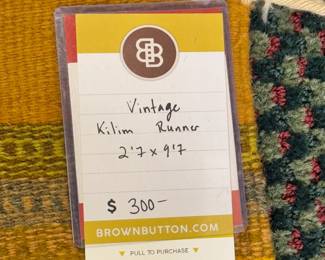 BB
Vintage
Kilim Runner
2'7 x 9'7
$ 300-
BROWNBUTTON.COM
PULL TO PURCHASE